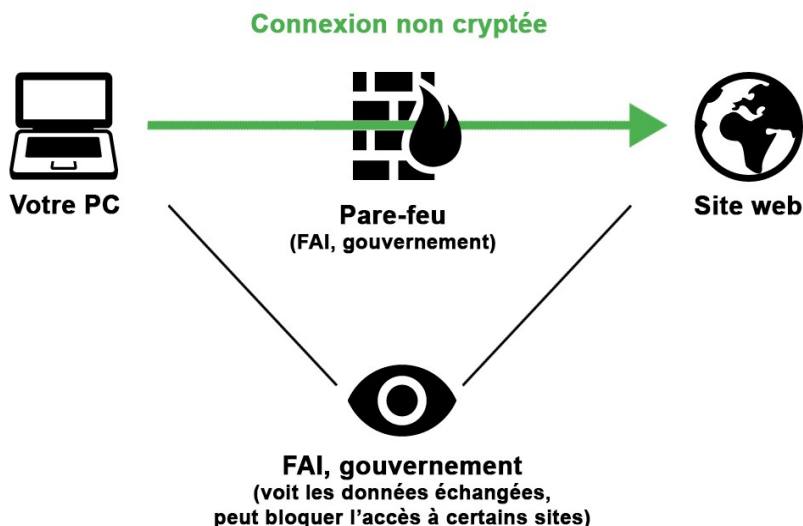 Connexion non cryptée
Votre PC
Pare-feu
(FAI, gouvernement)
Site web
FAI, gouvernement
(voit les données échangées,
peut bloquer l'accès à certains sites)